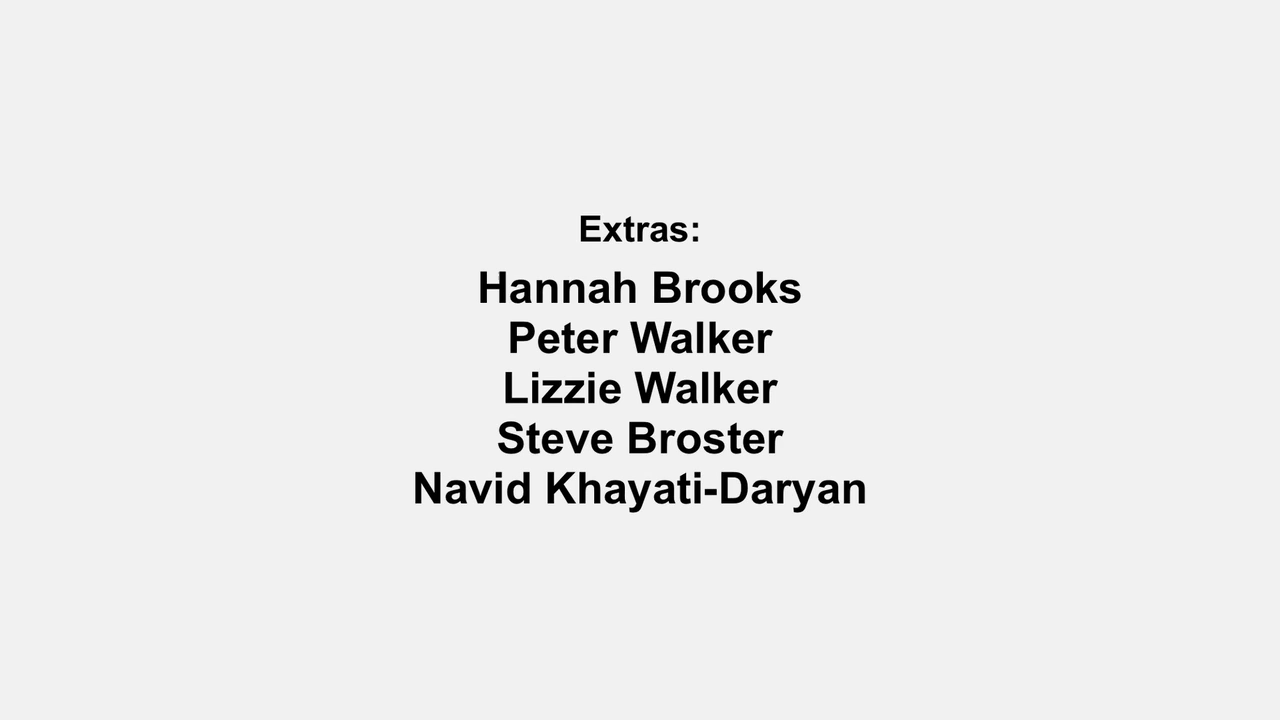 Extras:
Hannah Brooks
Peter Walker
Lizzie Walker
Steve Broster
Navid Khayati-Daryan